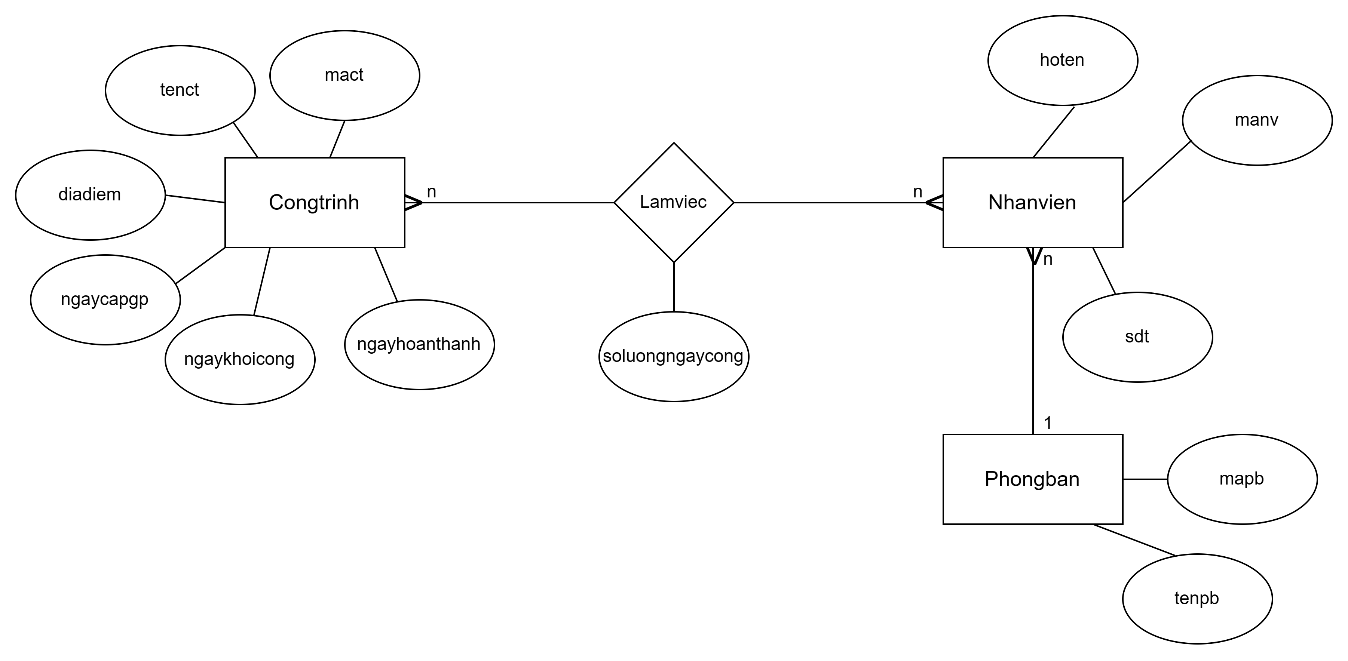 hoten
mact
tenct
manv
diadiem
Congtrinh
n
Lamviec
n
Nhanvien
n
ngaycapgp
ngaykhoicong
ngayhoanthanh
soluongngaycong
sdt
1
Phongban
mapb
tenpb